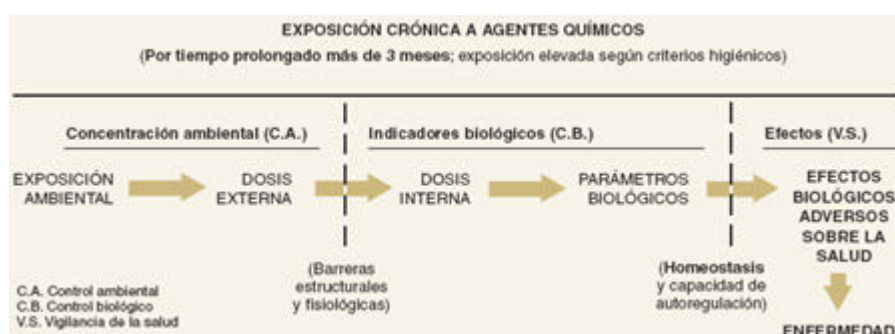 EXPOSICIÓN CRÓNICA A AGENTES QUÍMICOS
(Por tiempo prolongado más de 3 meses; exposición elevada según criterios higiénicos)
Concentración ambiental (C.A.)
Indicadores biológicos (C.B.)
Efectos (V.S.)
EXPOSICIÓN
AMBIENTAL
DOSIS
EXTERNA
DOSIS
INTERNA
PARÁMETROS
BIOLÓGICOS
EFECTOS
BIOLÓGICOS
ADVERSOS
SOBRE LA
SALUD
(Barreras
estructurales
y fisiológicas)
(Homeostasis
y capacidad de
autoregulación)
C.A. Control ambiental
C.B. Control biológico
V.S. Vigilancia de la salud
ENFERMEDAD